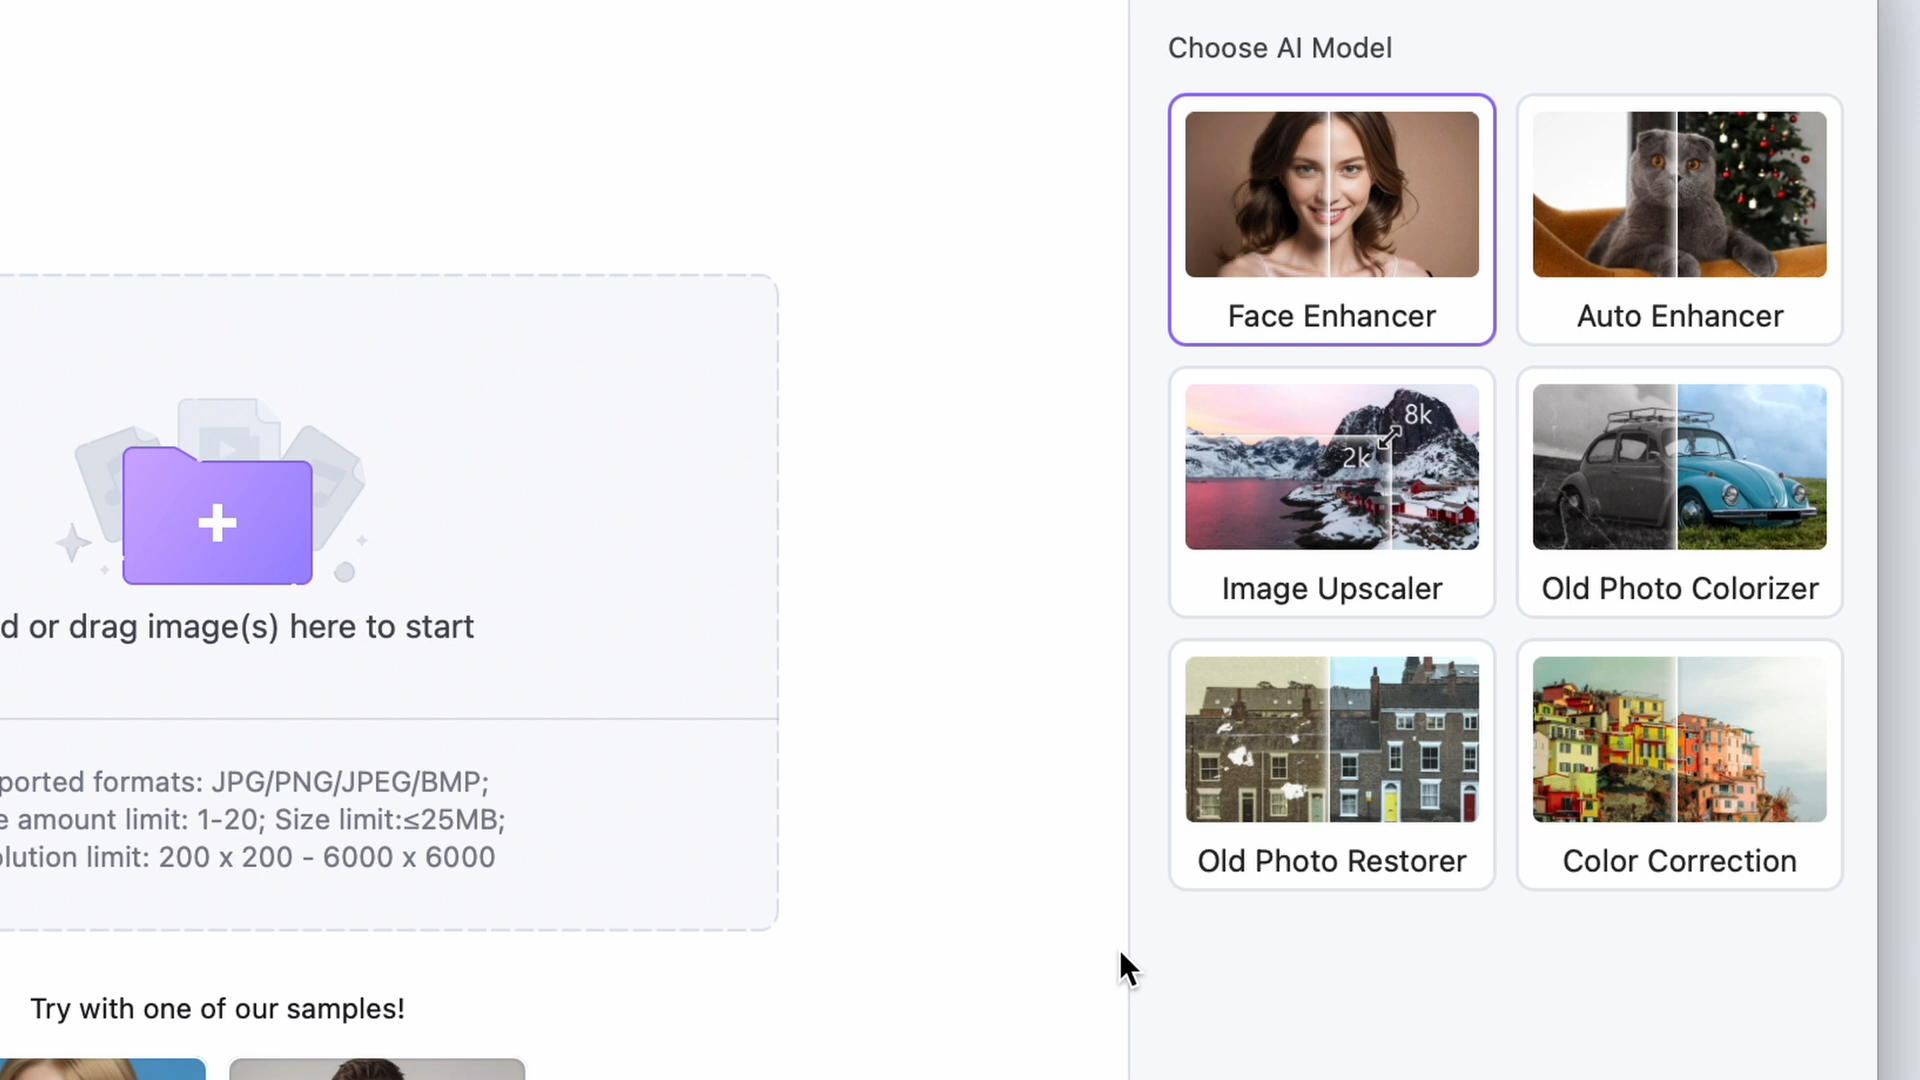 Choose AI Model
Face Enhancer
Auto Enhancer
8k
2k
Image Upscaler
Old Photo Colorizer
Old Photo Restorer
Color Correction
d or drag image(s) here to start
ported formats: JPG/PNG/JPEG/BMP;
e amount limit: 1-20; Size limit:≤25MB;
olution limit: 200 x 200 - 6000 x 6000
Try with one of our samples!